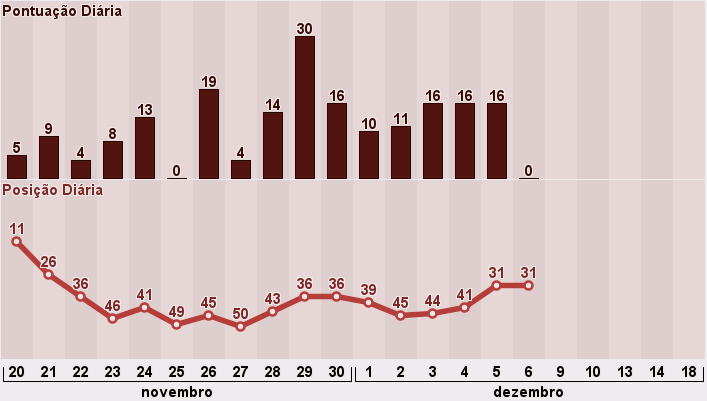 Pontuação Diária
5 9 4 8 13 0 19 4 14 30 16 10 11 16 16 16 0
Posição Diária
11 26 36 46 41 49 45 50 43 36 36 39 45 44 41 31 31
20 21 22 23 24 25 26 27 28 29 30 1 2 3 4 5 6 9 10 13 14 18
novembro dezembro